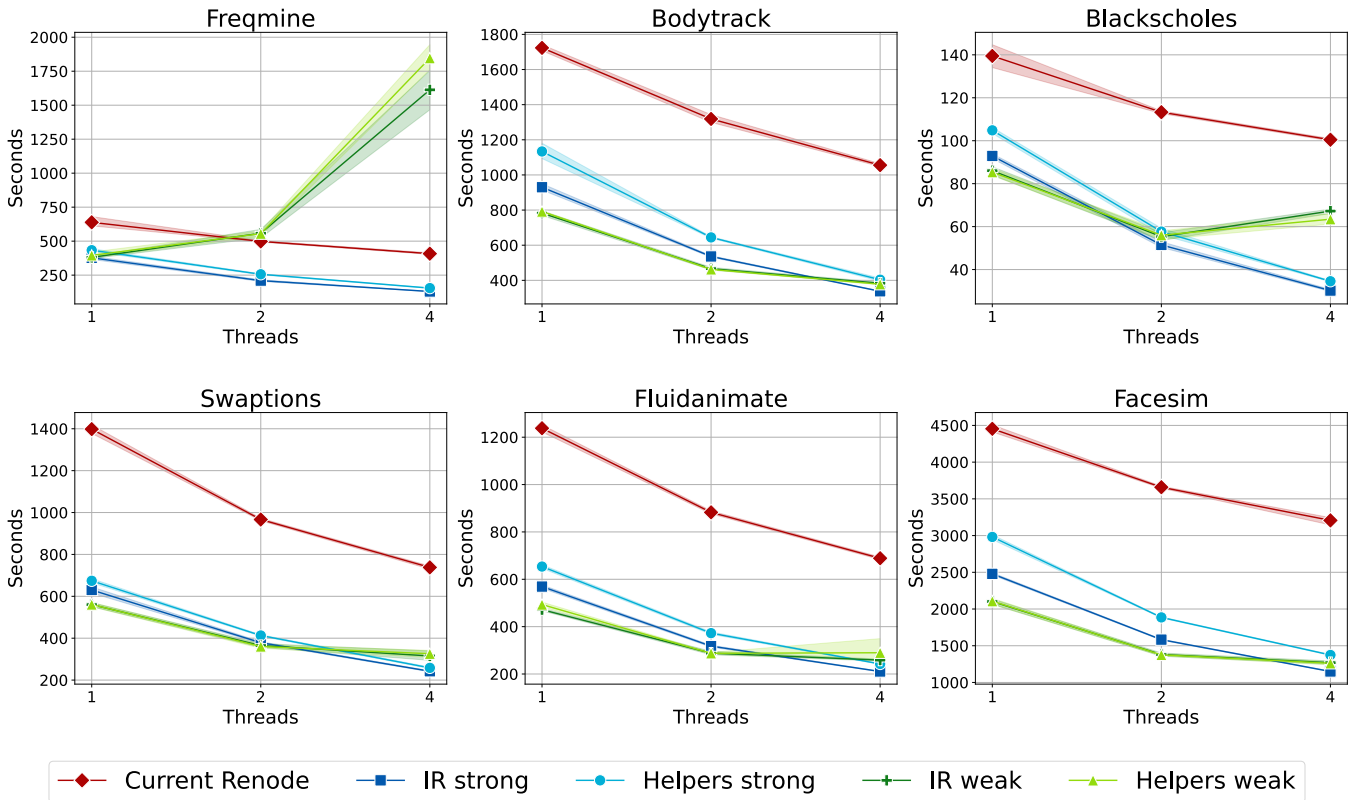 Freqmine
Bodytrack
Blackscholes
2000
1750
1500
1250
1000
750
500
250
Seconds
1 2 4
Threads
1800
1600
1400
1200
1000
800
600
400
Seconds
1 2 4
Threads
140
120
100
80
60
40
Seconds
1 2 4
Threads
Swaptions
Fluidanimate
Facesim
1400
1200
1000
800
600
400
200
Seconds
1 2 4
Threads
1200
1000
800
600
400
200
Seconds
1 2 4
Threads
4500
4000
3500
3000
2500
2000
1500
1000
Seconds
1 2 4
Threads
Current Renode IR strong Helpers strong IR weak Helpers weak